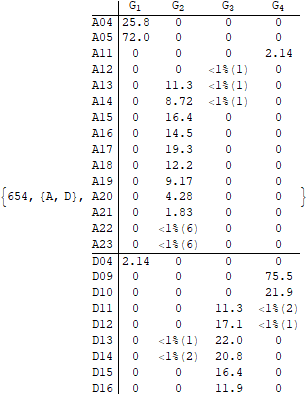 G1 G2 G3 G4
A04 25.8 0 0 0
A05 72.0 0 0 0
A11 0 0 0 2.14
A12 0 0 <1%(1) 0
A13 0 11.3 <1%(1) 0
A14 0 8.72 <1%(1) 0
A15 0 16.4 0 0
A16 0 14.5 0 0
A17 0 19.3 0 0
A18 0 12.2 0 0
A19 0 9.17 0 0
{654, {A, D}, A20 0 4.28 0 0 }
A21 0 1.83 0 0
A22 0 <1%(6) 0 0
A23 0 <1%(6) 0 0
D04 2.14 0 0 0
D09 0 0 0 75.5
D10 0 0 0 21.9
D11 0 0 11.3 <1%(2)
D12 0 0 17.1 <1%(1)
D13 0 <1%(1) 22.0 0
D14 0 <1%(2) 20.8 0
D15 0 0 16.4 0
D16 0 0 11.9 0